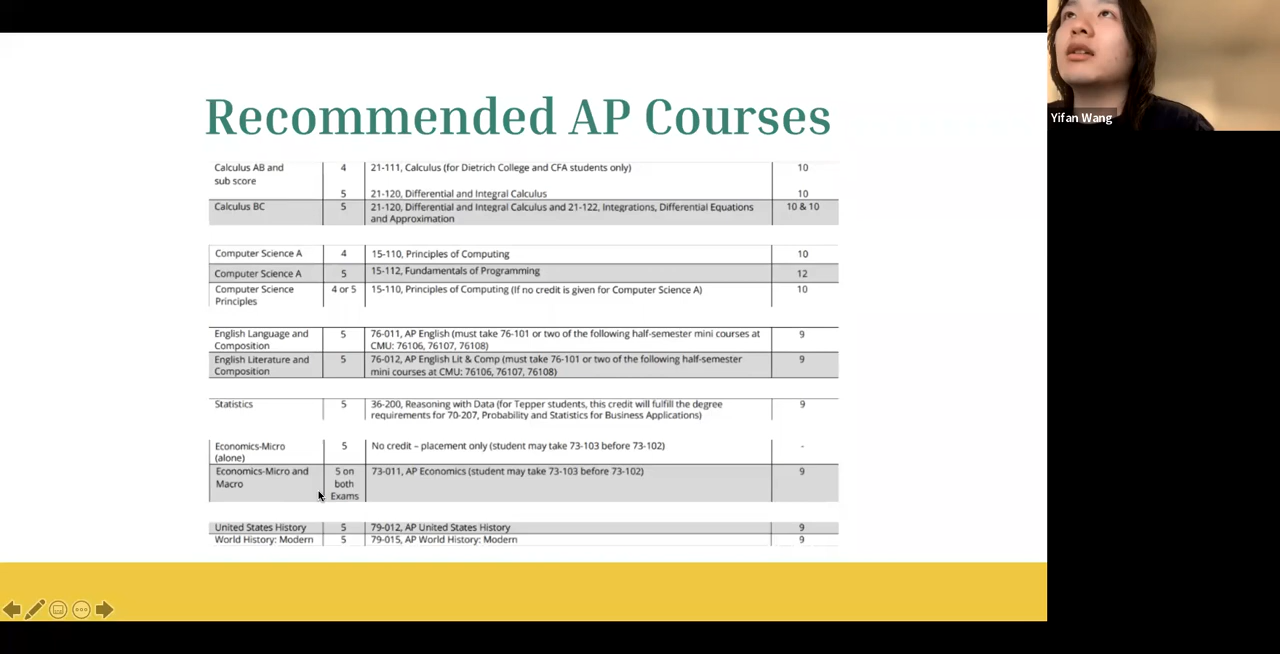 Recommended AP Courses
Yifan Wang
Calculus AB and 4 21-111, Calculus (for Dietrich College and CFA students only) 10
sub score
5 21-120, Differential and Integral Calculus 10
Calculus BC 5 21-120, Differential and Integral Calculus and 21-122, Integrations, Differential Equations 10 & 10
and Approximation
Computer Science A 4 15-110, Principles of Computing 10
Computer Science A 5 15-112, Fundamentals of Programming 12
Computer Science 4 or 5 15-110, Principles of Computing (If no credit is given for Computer Science A) 10
Principles
English Language and 5 76-011, AP English (must take 76-101 or two of the following half-semester mini courses at 9
Composition CMU: 76106, 76107, 76108)
English Literature and 5 76-012, AP English Lit & Comp (must take 76-101 or two of the following half-semester 9
Composition mini courses at CMU: 76106, 76107, 76108)
Statistics 5 36-200, Reasoning with Data (for Tepper students, this credit will fulfill the degree 9
requirements for 70-207, Probability and Statistics for Business Applications)
Economics-Micro 5 No credit – placement only (student may take 73-103 before 73-102) -
(alone)
Economics-Micro and 5 on 73-011, AP Economics (student may take 73-103 before 73-102) 9
Macro both
Exams
United States History 5 79-012, AP United States History 9
World History: Modern 5 79-015, AP World History: Modern 9